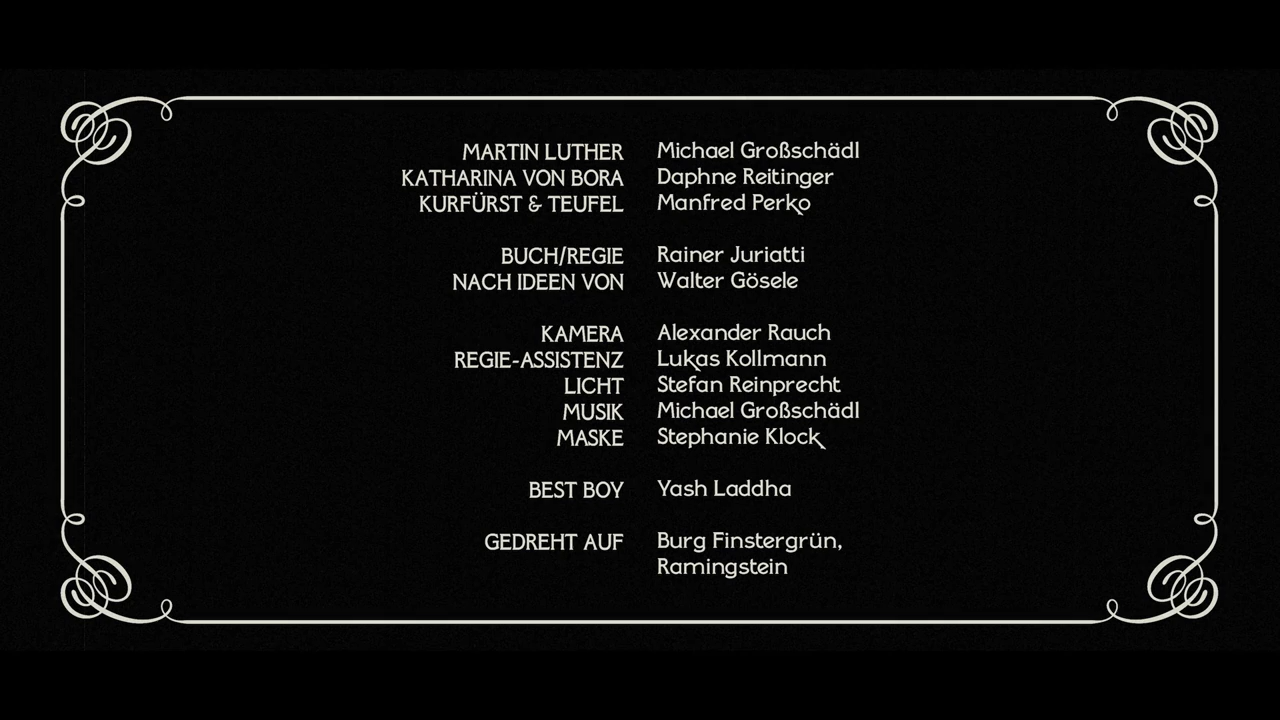 MARTIN LUTHER Michael Großschädl
KATHARINA VON BORA Daphne Reitinger
KURFÜRST & TEUFEL Manfred Perko
BUCH/REGIE Rainer Juriatti
NACH IDEEN VON Walter Gösele
KAMERA Alexander Rauch
REGIE-ASSISTENZ Lukas Kollmann
LICHT Stefan Reinprecht
MUSIK Michael Großschädl
MASKE Stephanie Klock
BEST BOY Yash Laddha
GEDREHT AUF Burg Finstergrün,
Ramingstein